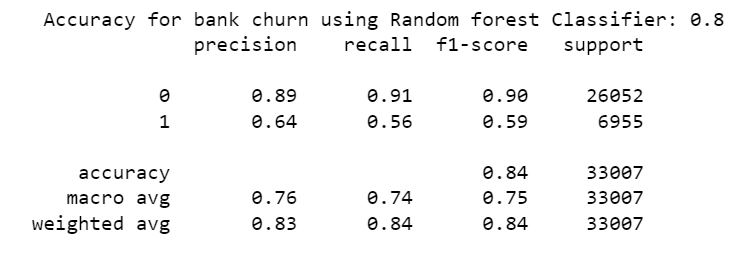 Accuracy for bank churn using Random forest Classifier: 0.8
precision recall f1-score support
0 0.89 0.91 0.90 26052
1 0.64 0.56 0.59 6955
accuracy 0.84 33007
macro avg 0.76 0.74 0.75 33007
weighted avg 0.83 0.84 0.84 33007